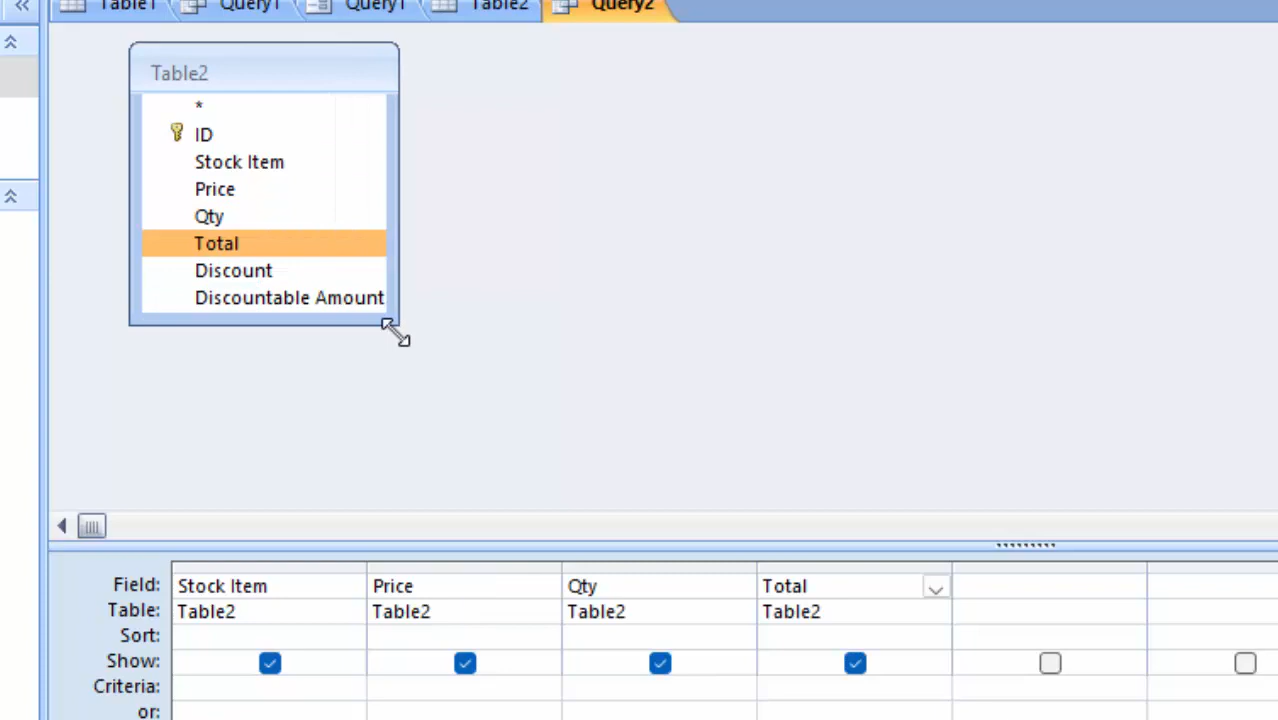 Table1 Query1 Query1 Table2 Query2
Table2
*
ID
Stock Item
Price
Qty
Total
Discount
Discountable Amount
Field: Stock Item Price Qty Total
Table: Table2 Table2 Table2 Table2
Sort:
Show:
Criteria:
or: